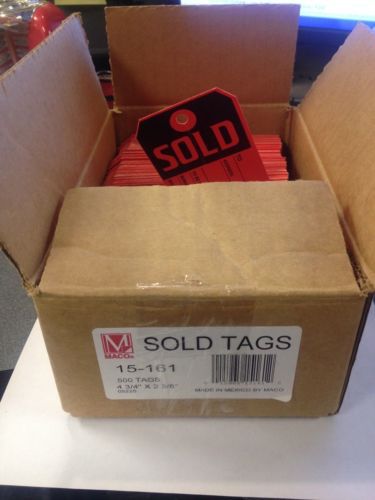 SOLD
TO
MACO®
SOLD TAGS
15-161
500 TAGS
4 3/4" X 2 3/8"
MADE IN MEXICO BY MACO